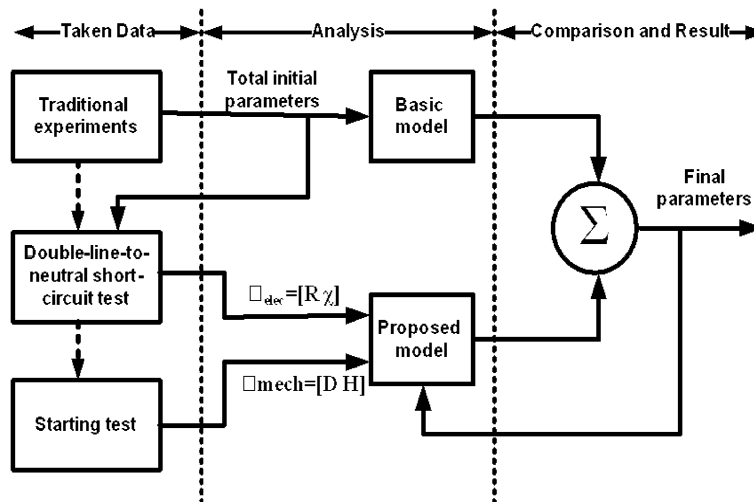 Taken Data
Analysis
Comparison and Result
Traditional
experiments
Total initial
parameters
Basic
model
Final
parameters
Σ
Double-line-to-
neutral short-
circuit test
□elec=[R χ]
Proposed
model
□mech=[D H]
Starting test